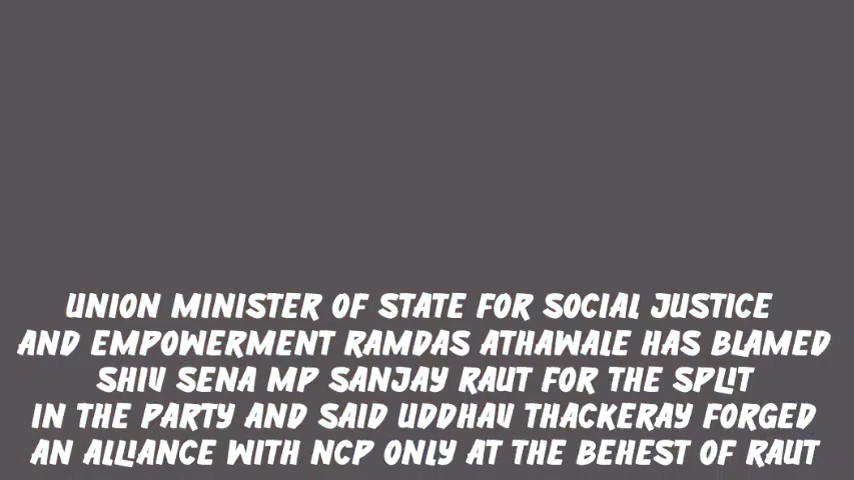 UNION MINISTER OF STATE FOR SOCIAL JUSTICE
AND EMPOWERMENT RAMDAS ATHAWALE HAS BLAMED
SHIV SENA MP SANJAY RAUT FOR THE SPLIT
IN THE PARTY AND SAID UDDHAV THACKERAY FORGED
AN ALLIANCE WITH NCP ONLY AT THE BEHEST OF RAUT